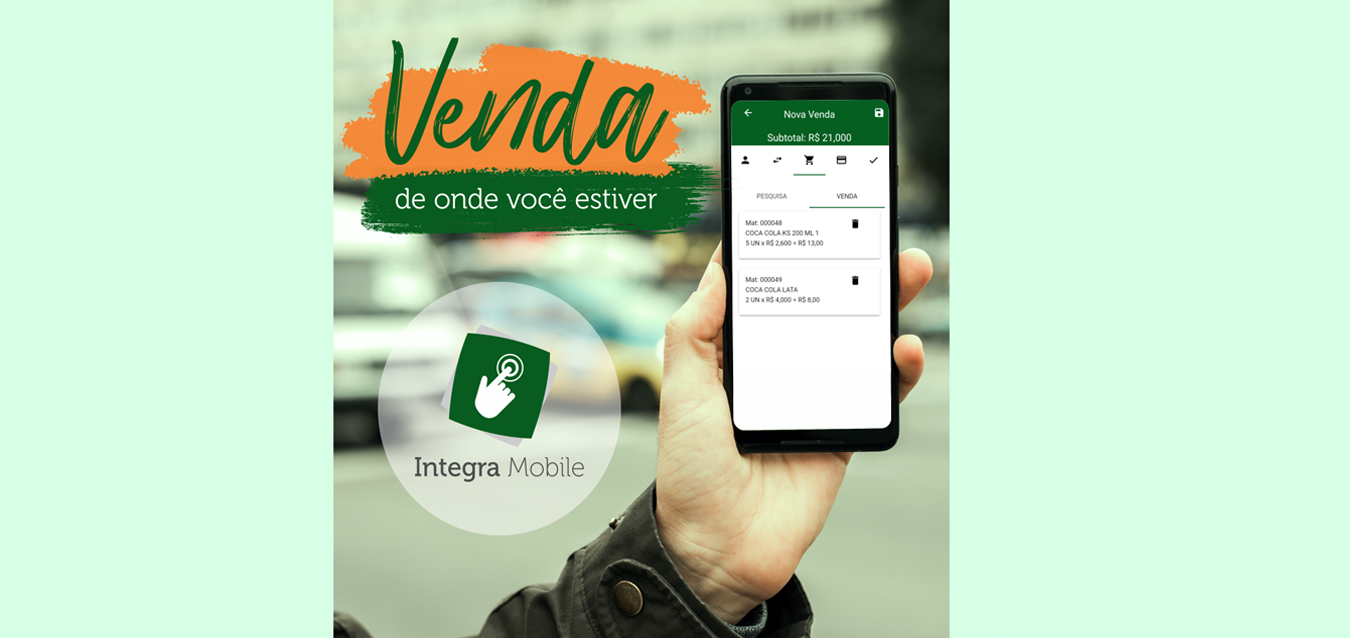 Venda
de onde você estiver
Integra Mobile
Nova Venda
Subtotal: R$ 21,000
PESQUISA VENDA
Mat: 000048
COCA COLA KS 200 ML 1
5 UN x R$ 2,600 = R$ 13,00
Mat: 000049
COCA COLA LATA
2 UN x R$ 4,000 = R$ 8,00